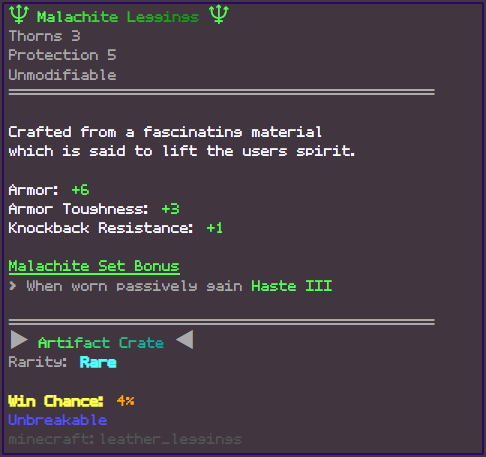 Malachite Leggings
Thorns 3
Protection 5
Unmodifiable
Crafted from a fascinating material
which is said to lift the users spirit.
Armor: +6
Armor Toughness: +3
Knockback Resistance: +1
Malachite Set Bonus
> When worn passively gain Haste III
▶ Artifact Crate ◀
Rarity: Rare
Win Chance: 4%
Unbreakable
minecraft:leather_leggings